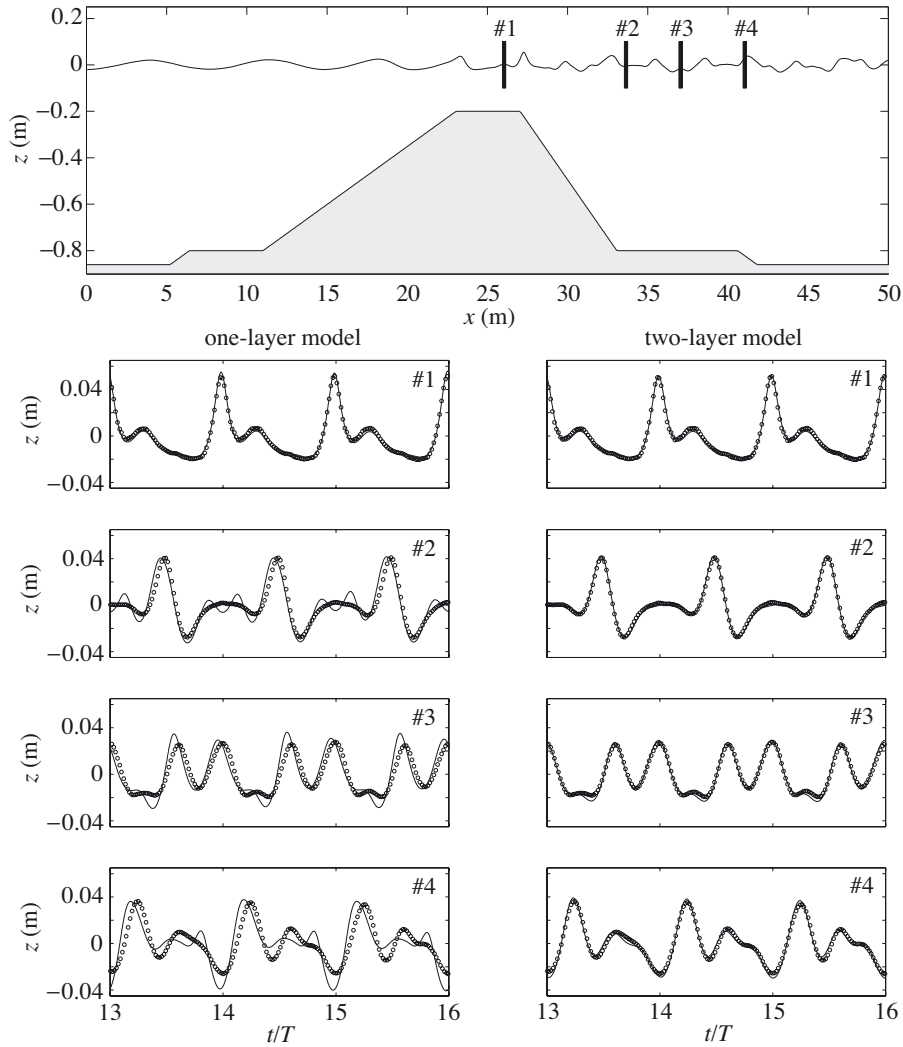 0.2
0
−0.2
−0.4
−0.6
−0.8
z (m)
#1 #2 #3 #4
0 5 10 15 20 25 30 35 40 45 50
x (m)
one-layer model two-layer model
0.04
0
−0.04
z (m)
#1 #1
0.04
0
−0.04
z (m)
#2 #2
0.04
0
−0.04
z (m)
#3 #3
0.04
0
−0.04
z (m)
#4 #4
13 14 15 16 13 14 15 16
t/T t/T